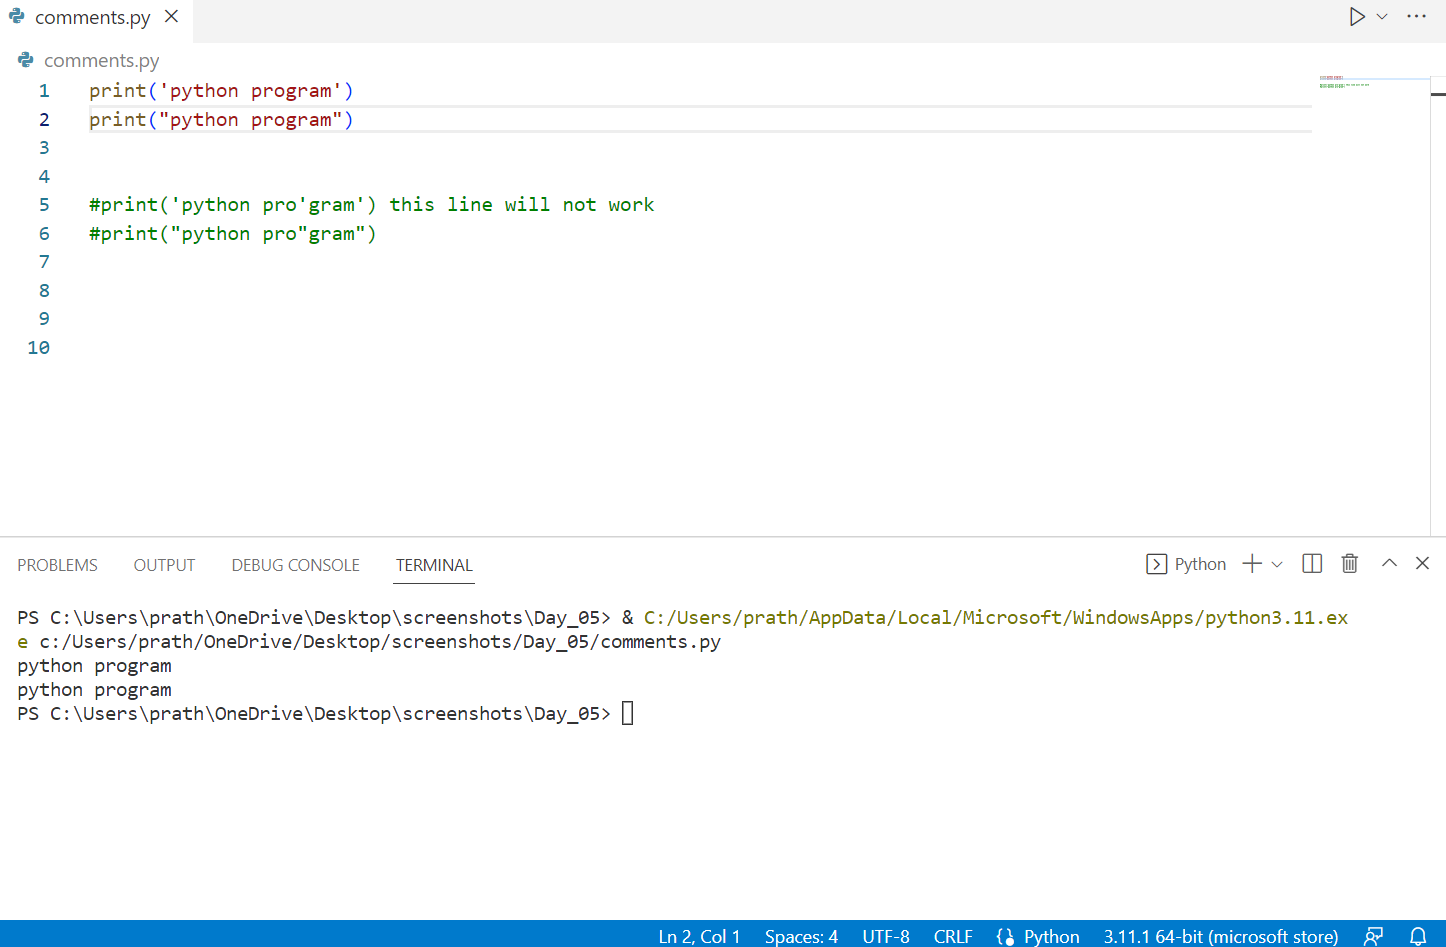 comments.py
comments.py
1 print('python program')
2 print("python program")
3
4
5 #print('python pro'gram') this line will not work
6 #print("python pro"gram")
7
8
9
10
PROBLEMS OUTPUT DEBUG CONSOLE TERMINAL Python
PS C:\Users\prath\OneDrive\Desktop\screenshots\Day_05> & C:/Users/prath/AppData/Local/Microsoft/WindowsApps/python3.11.ex
e c:/Users/prath/OneDrive/Desktop/screenshots/Day_05/comments.py
python program
python program
PS C:\Users\prath\OneDrive\Desktop\screenshots\Day_05>
Ln 2, Col 1 Spaces: 4 UTF-8 CRLF Python 3.11.1 64-bit (microsoft store)